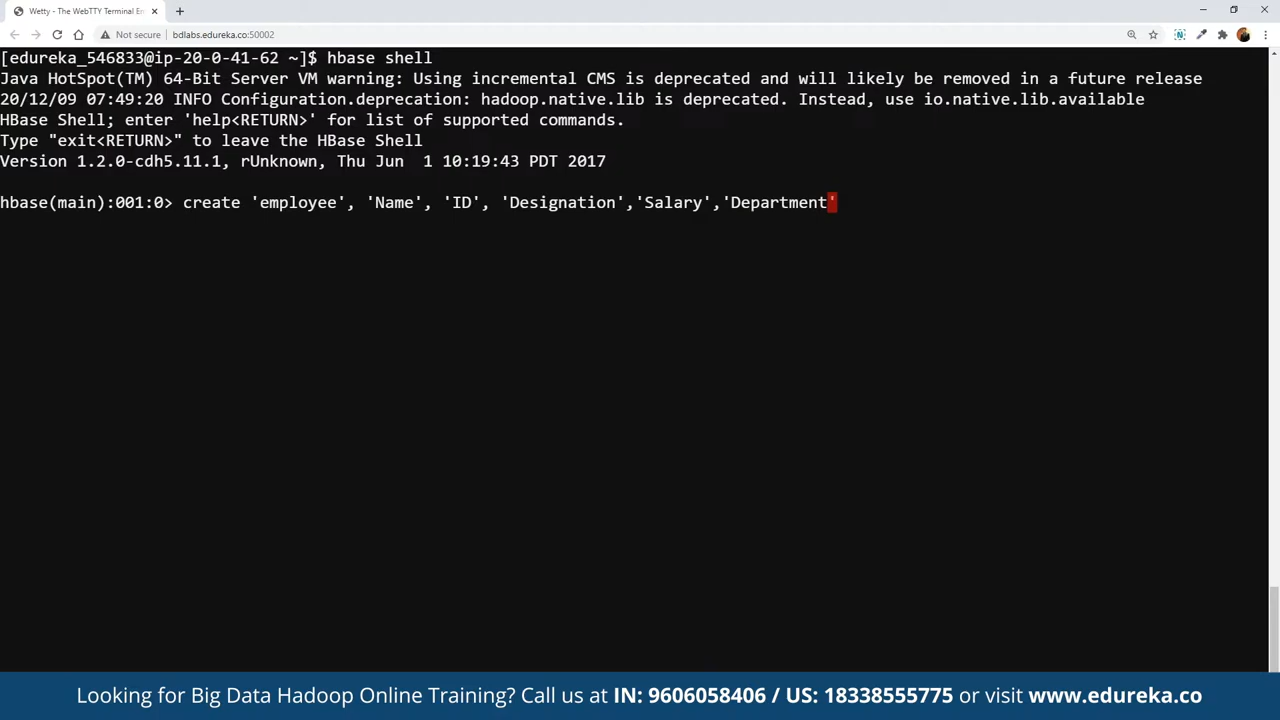 Wetty - The WebTTY Terminal En
Not secure
bdlabs.edureka.co:50002
[edureka_546833@ip-20-0-41-62 ~]$ hbase shell
Java HotSpot(TM) 64-Bit Server VM warning: Using incremental CMS is deprecated and will likely be removed in a future release
20/12/09 07:49:20 INFO Configuration.deprecation: hadoop.native.lib is deprecated. Instead, use io.native.lib.available
HBase Shell; enter 'help<RETURN>' for list of supported commands.
Type "exit<RETURN>" to leave the HBase Shell
Version 1.2.0-cdh5.11.1, rUnknown, Thu Jun  1 10:19:43 PDT 2017
hbase(main):001:0> create 'employee', 'Name', 'ID', 'Designation','Salary','Department'
Looking for Big Data Hadoop Online Training? Call us at IN: 9606058406 / US: 18338555775 or visit www.edureka.co